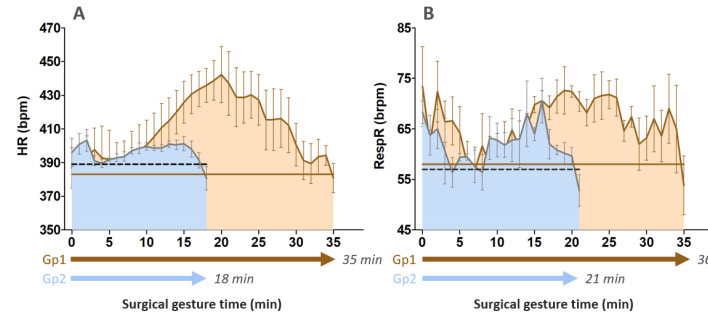 A
HR (bpm)
470
450
430
410
390
370
350
0
5
10
15
20
25
30
35
Gp1
35 min
Gp2
18 min
Surgical gesture time (min)
B
RespR (brpm)
85
75
65
55
45
0
5
10
15
20
25
30
35
Gp1
36
Gp2
21 min
Surgical gesture time (min)